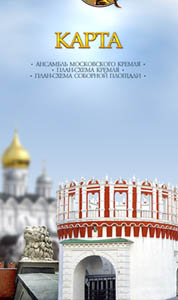 КАРТА
• АНСАМБЛЬ МОСКОВСКОГО КРЕМЛЯ •
• ПЛАН-СХЕМА КРЕМЛЯ •
• ПЛАН-СХЕМА СОБОРНОЙ ПЛОЩАДИ •